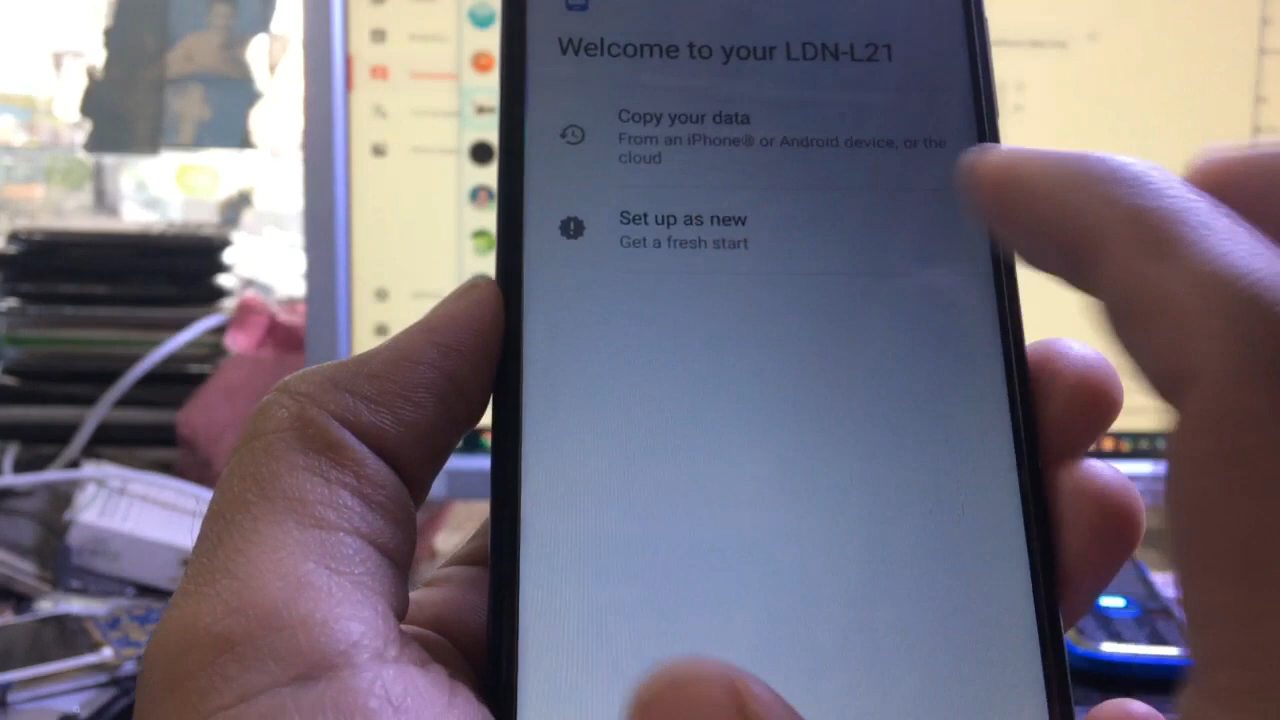 Welcome to your LDN-L21
Copy your data
From an iPhone® or Android device, or the
cloud
Set up as new
Get a fresh start